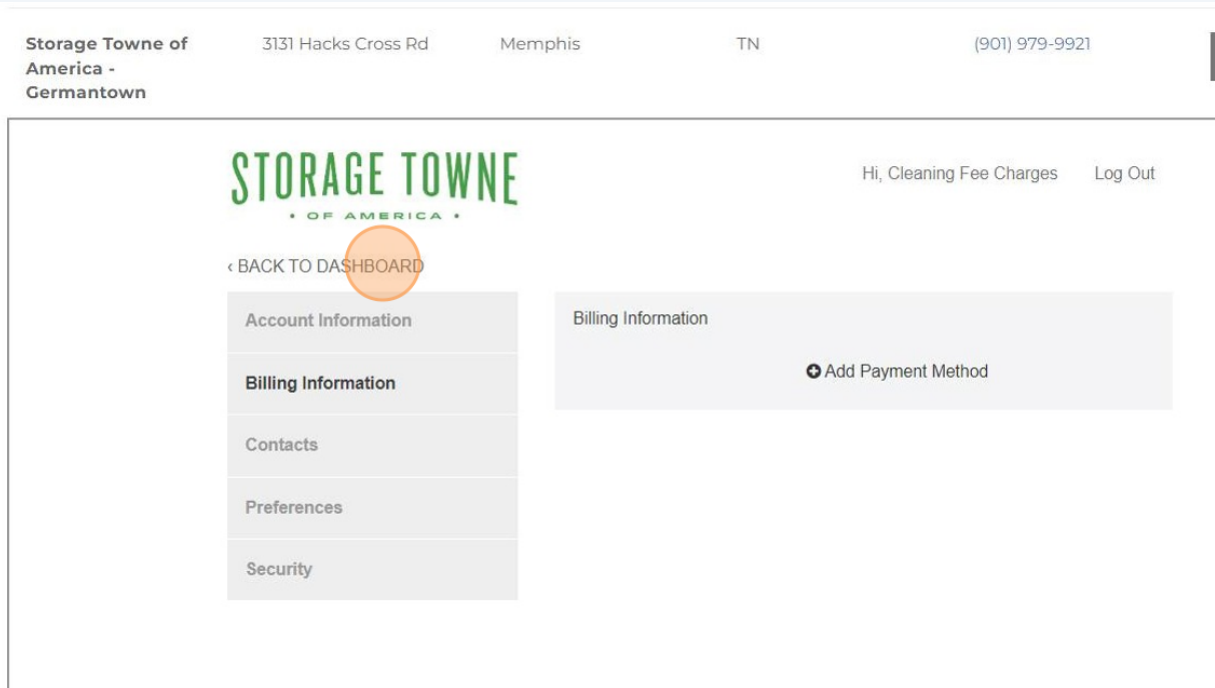 Storage Towne of 3131 Hacks Cross Rd Memphis TN (901) 979-9921
America -
Germantown
STORAGE TOWNE
• OF AMERICA •
Hi, Cleaning Fee Charges Log Out
‹ BACK TO DASHBOARD
Account Information
Billing Information
Contacts
Preferences
Security
Billing Information
Add Payment Method